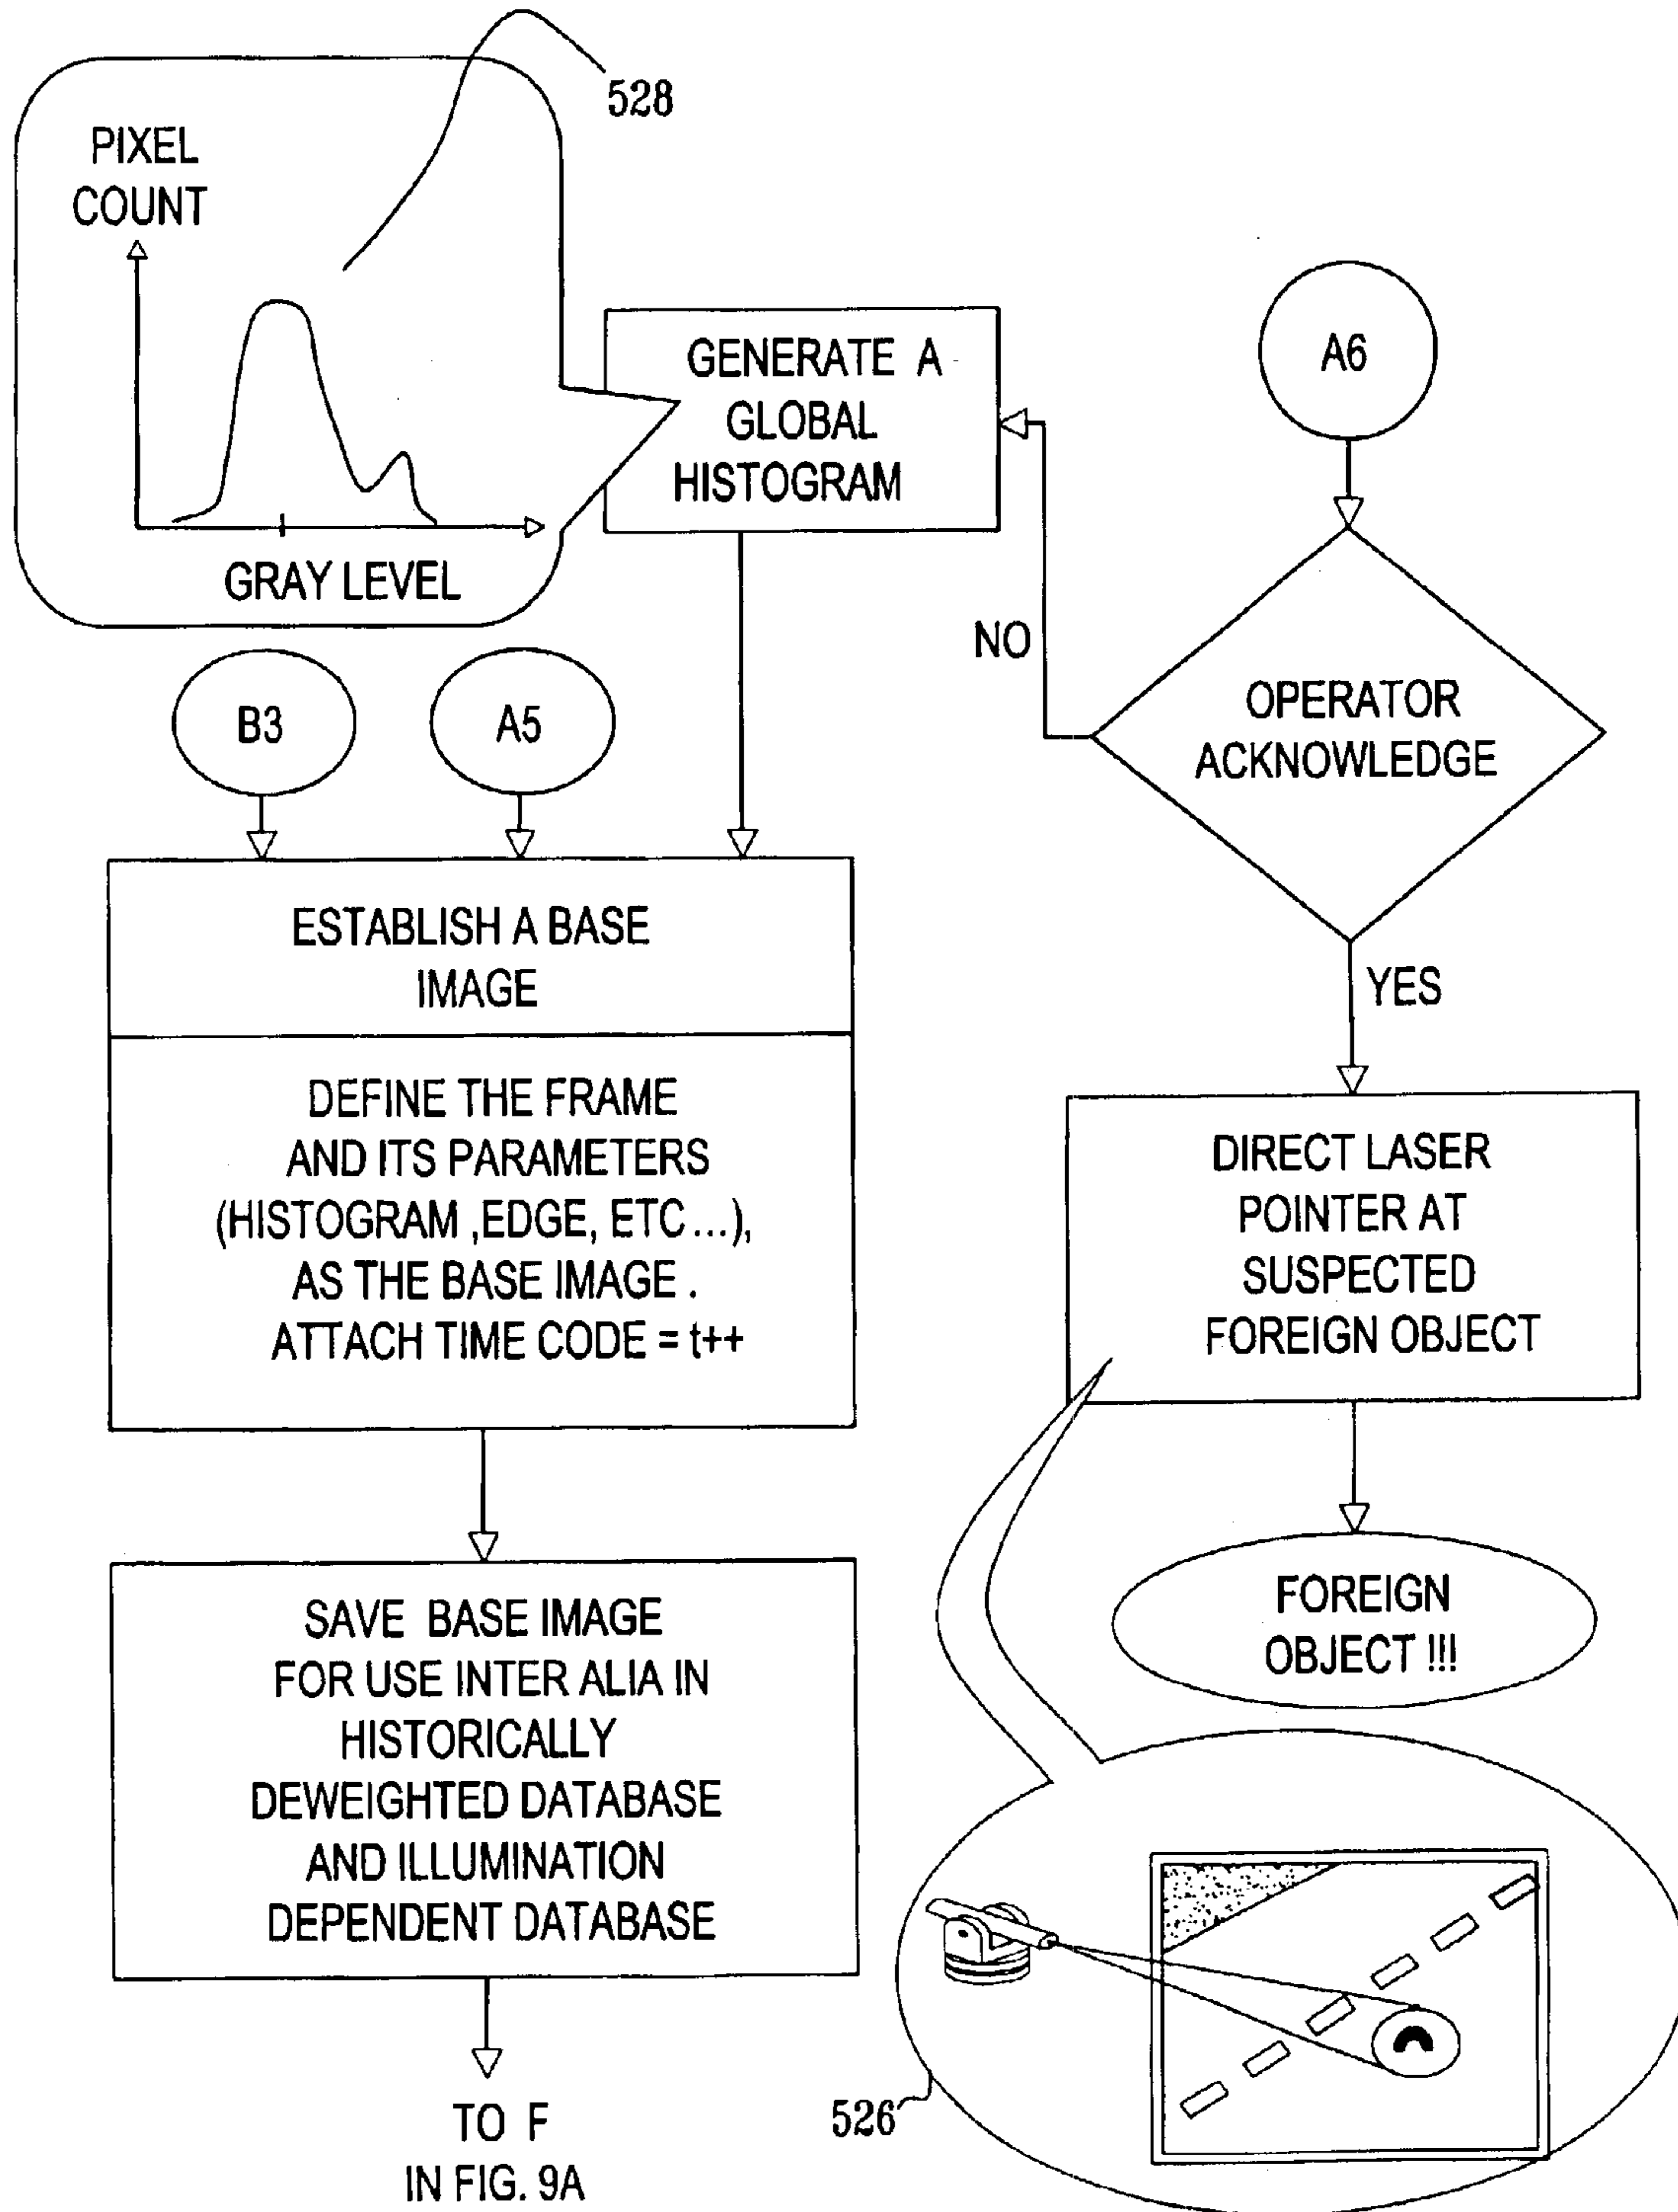 528
PIXEL
COUNT
GRAY LEVEL
GENERATE A
GLOBAL
HISTOGRAM
A6
NO
OPERATOR
ACKNOWLEDGE
YES
B3
A5
ESTABLISH A BASE
IMAGE
DEFINE THE FRAME
AND ITS PARAMETERS
(HISTOGRAM ,EDGE, ETC ...),
AS THE BASE IMAGE .
ATTACH TIME CODE = t++
DIRECT LASER
POINTER AT
SUSPECTED
FOREIGN OBJECT
SAVE BASE IMAGE
FOR USE INTER ALIA IN
HISTORICALLY
DEWEIGHTED DATABASE
AND ILLUMINATION
DEPENDENT DATABASE
FOREIGN
OBJECT !!!
526
TO F
IN FIG. 9A